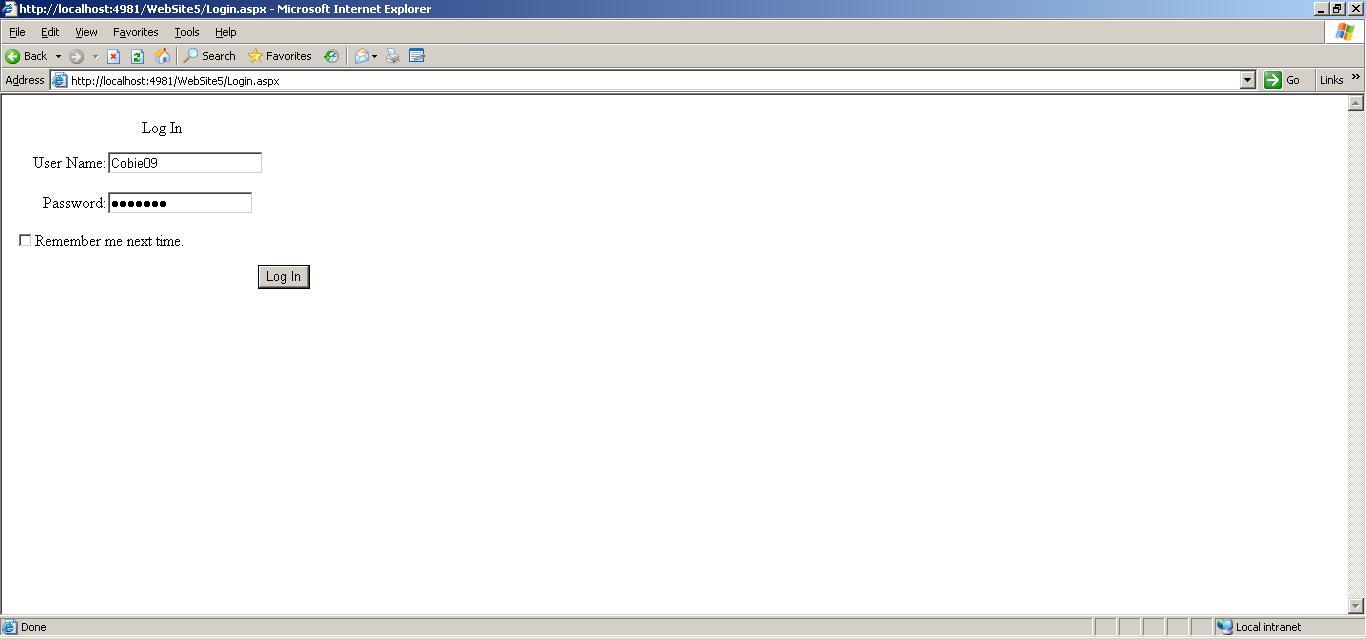 http://localhost:4981/WebSite5/Login.aspx - Microsoft Internet Explorer
File Edit View Favorites Tools Help
Back Search Favorites
Address http://localhost:4981/WebSite5/Login.aspx Go Links »
Log In
User Name: Cobie09
Password: •••••••
Remember me next time.
Log In
Done Local intranet